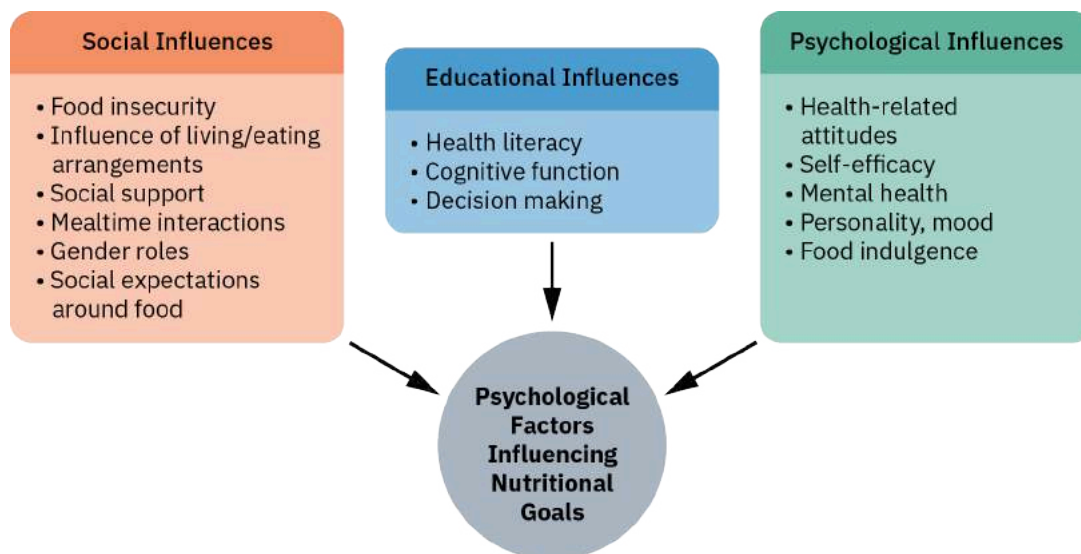 Social Influences
• Food insecurity
• Influence of living/eating
arrangements
• Social support
• Mealtime interactions
• Gender roles
• Social expectations
around food
Educational Influences
• Health literacy
• Cognitive function
• Decision making
Psychological Influences
• Health-related
attitudes
• Self-efficacy
• Mental health
• Personality, mood
• Food indulgence
Psychological
Factors
Influencing
Nutritional
Goals